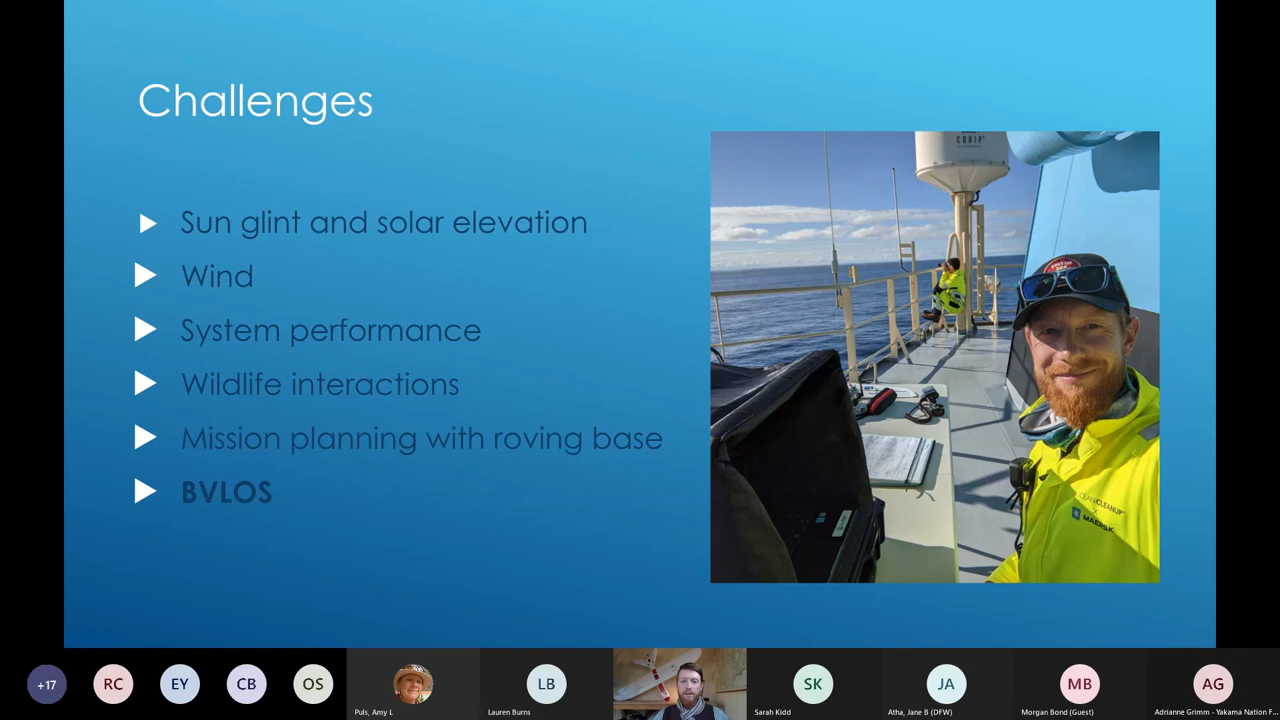 Challenges
Sun glint and solar elevation
Wind
System performance
Wildlife interactions
Mission planning with roving base
BVLOS
MAERSK
+17
RC
EY
CB
OS
Puls, Amy L
LB
Lauren Burns
SK
Sarah Kidd
JA
Atha, Jane B (DFW)
MB
Morgan Bond (Guest)
AG
Adrianne Grimm - Yakama Nation F...